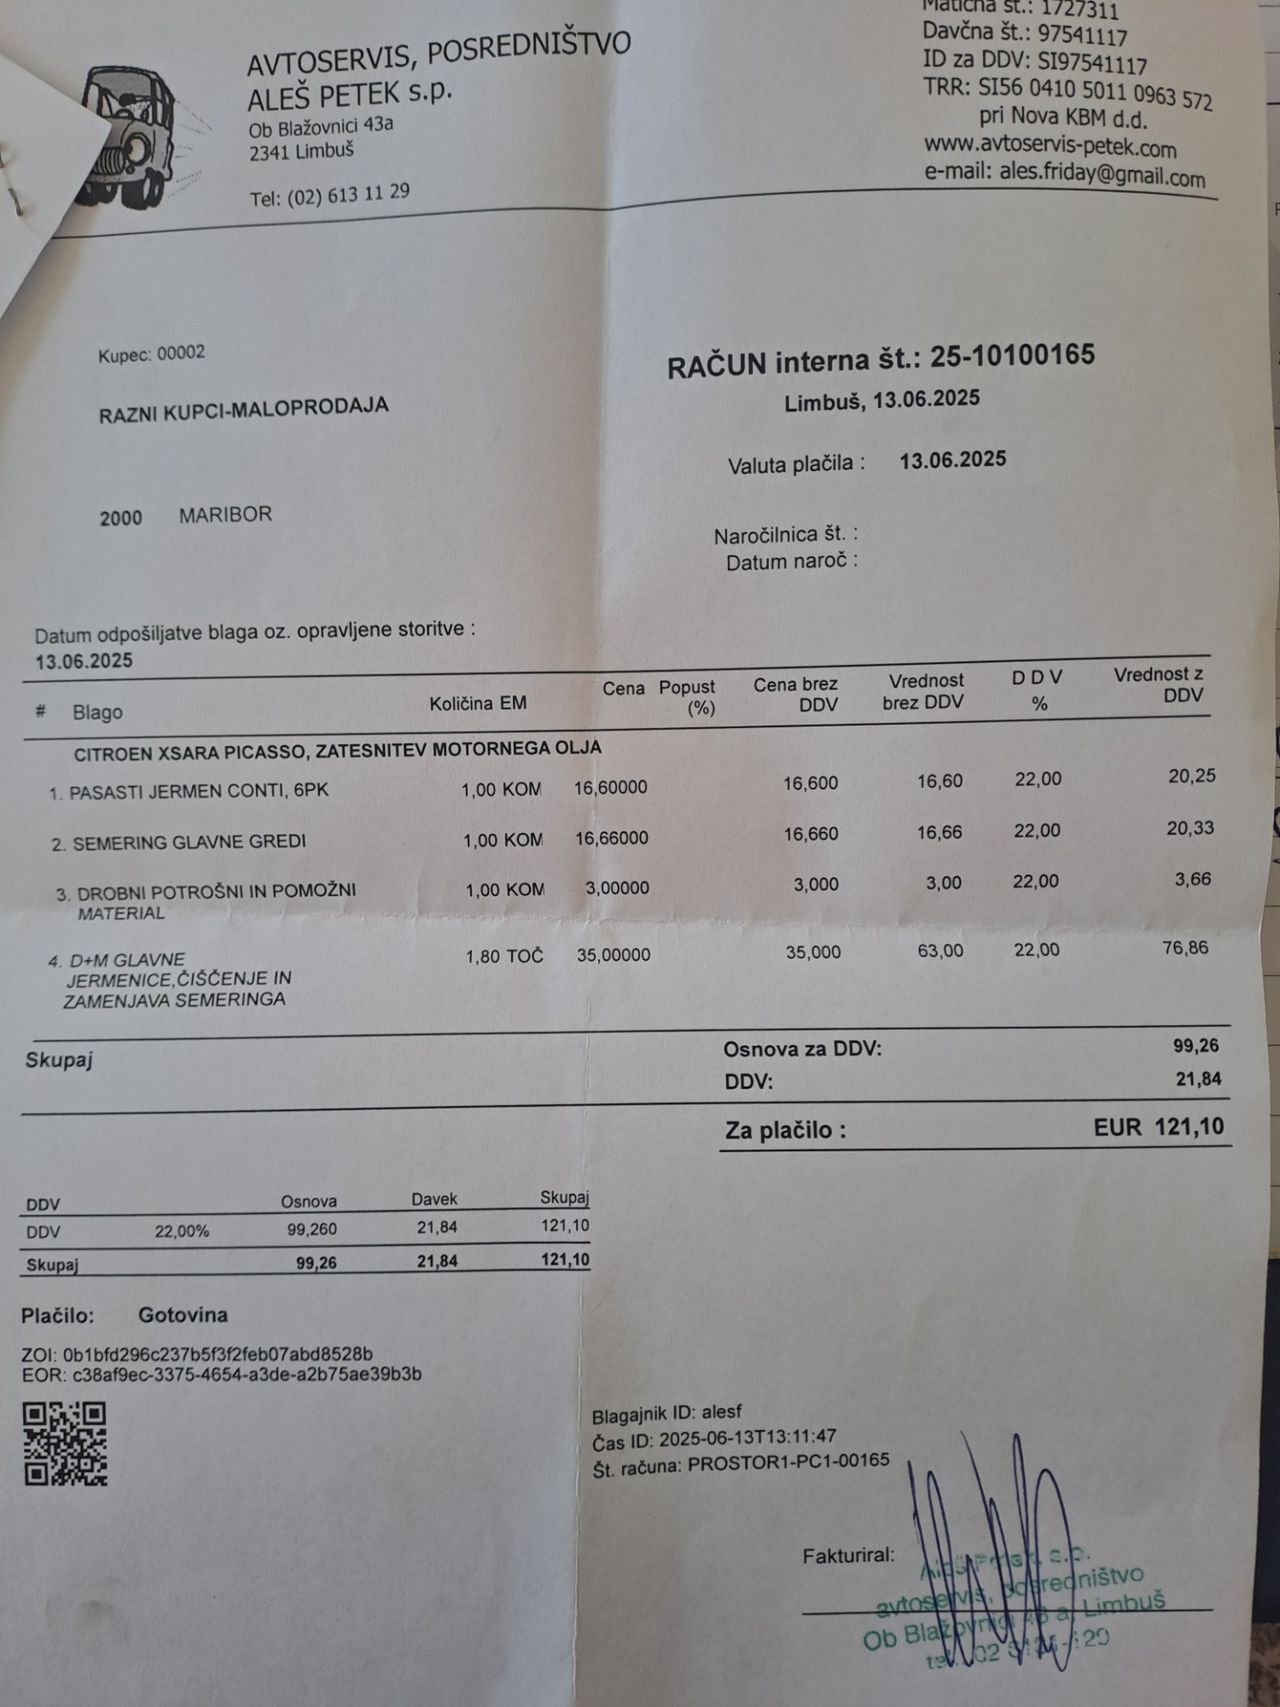 AVTOSERVIS, POSREDNIŠTVO
ALEŠ PETEK s.p.
Ob Blažovnici 43a
2341 Limbuš
Tel: (02) 613 11 29
Matična št.: 1727311
Davčna št.: 97541117
ID za DDV: SI97541117
TRR: SI56 0410 5011 0963 572
pri Nova KBM d.d.
www.avtoservis-petek.com
e-mail: ales.friday@gmail.com
Kupec: 00002
RAZNI KUPCI-MALOPRODAJA
2000 MARIBOR
RAČUN interna št.: 25-10100165
Limbuš, 13.06.2025
Valuta plačila : 13.06.2025
Naročilnica št. :
Datum naroč :
Datum odpošiljatve blaga oz. opravljene storitve :
13.06.2025
# Blago Količina EM Cena Popust (%) Cena brez DDV Vrednost brez DDV D D V % Vrednost z DDV
CITROEN XSARA PICASSO, ZATESNITEV MOTORNEGA OLJA
1. PASASTI JERMEN CONTI, 6PK 1,00 KOM 16,60000 16,600 16,60 22,00 20,25
2. SEMERING GLAVNE GREDI 1,00 KOM 16,66000 16,660 16,66 22,00 20,33
3. DROBNI POTROŠNI IN POMOŽNI 1,00 KOM 3,00000 3,000 3,00 22,00 3,66
MATERIAL
4. D+M GLAVNE 1,80 TOČ 35,00000 35,000 63,00 22,00 76,86
JERMENICE,ČIŠČENJE IN
ZAMENJAVA SEMERINGA
Skupaj
Osnova za DDV: 99,26
DDV: 21,84
Za plačilo : EUR 121,10
DDV Osnova Davek Skupaj
DDV 22,00% 99,260 21,84 121,10
Skupaj 99,26 21,84 121,10
Plačilo: Gotovina
ZOI: 0b1bfd296c237b5f3f2feb07abd8528b
EOR: c38af9ec-3375-4654-a3de-a2b75ae39b3b
Blagajnik ID: alesf
Čas ID: 2025-06-13T13:11:47
Št. računa: PROSTOR1-PC1-00165
Fakturiral:
s.p.
avtoservis, posredništvo
Ob Blažovnici 43 a, Limbuš